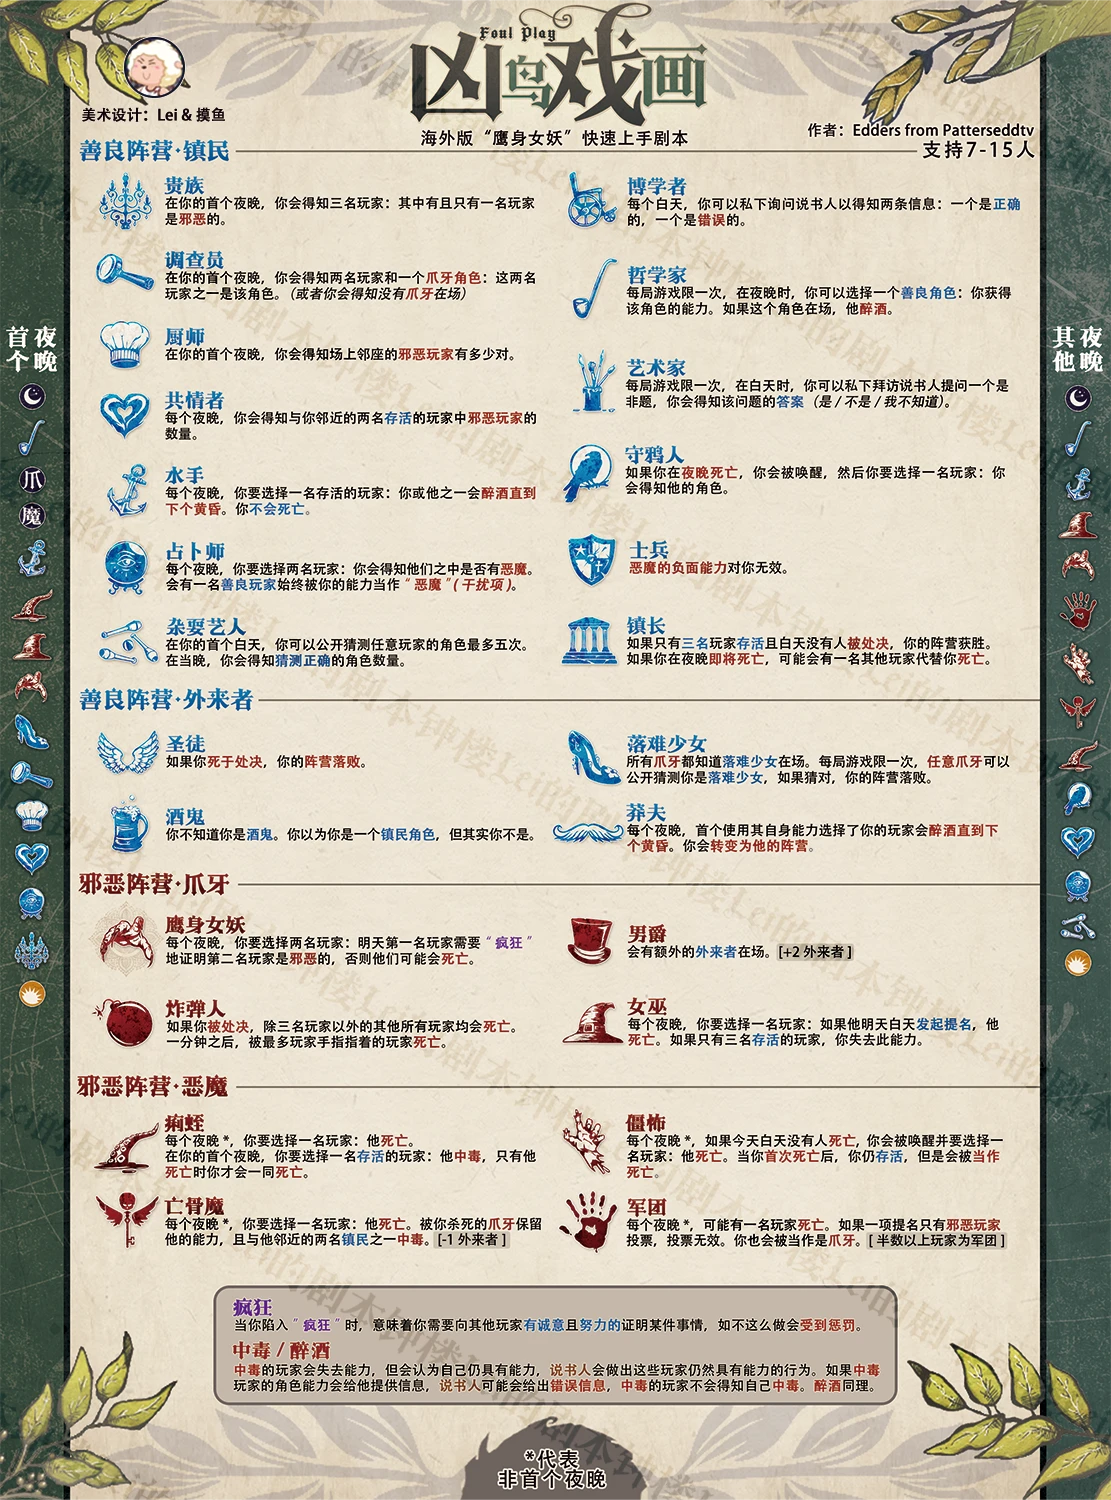 Foul Play
凶鸟戏画
海外版“鹰身女妖”快速上手剧本
美术设计：Lei & 摸鱼
作者：Edders from Patterseddtv
支持7-15人
善良阵营·镇民
贵族
在你的首个夜晚，你会得知三名玩家：其中有且只有一名玩家
是邪恶的。
调查员
在你的首个夜晚，你会得知两名玩家和一个爪牙角色：这两名
玩家之一是该角色。（或者你会得知没有爪牙在场）
厨师
在你的首个夜晚，你会得知场上邻座的邪恶玩家有多少对。
共情者
每个夜晚，你会得知与你邻近的两名存活的玩家中邪恶玩家的
数量。
水手
每个夜晚，你要选择一名存活的玩家：你或他之一会醉酒直到
下个黄昏。你不会死亡。
占卜师
每个夜晚，你要选择两名玩家：你会得知他们之中是否有恶魔。
会有一名善良玩家始终被你的能力当作“恶魔”(干扰项)。
杂耍艺人
在你的首个白天，你可以公开猜测任意玩家的角色最多五次。
在当晚，你会得知猜测正确的角色数量。
博学者
每个白天，你可以私下询问说书人以得知两条信息：一个是正确
的，一个是错误的。
哲学家
每局游戏限一次，在夜晚时，你可以选择一个善良角色：你获得
该角色的能力。如果这个角色在场，他醉酒。
艺术家
每局游戏限一次，在白天时，你可以私下拜访说书人提问一个是
非题，你会得知该问题的答案（是/不是/我不知道）。
守鸦人
如果你在夜晚死亡，你会被唤醒，然后你要选择一名玩家：你
会得知他的角色。
士兵
恶魔的负面能力对你无效。
镇长
如果只有三名玩家存活且白天没有人被处决，你的阵营获胜。
如果你在夜晚即将死亡，可能会有一名其他玩家代替你死亡。
首个夜晚
爪
魔
其他夜晚
善良阵营·外来者
圣徒
如果你死于处决，你的阵营落败。
酒鬼
你不知道你是酒鬼。你以为你是一个镇民角色，但其实你不是。
落难少女
所有爪牙都知道落难少女在场。每局游戏限一次，任意爪牙可以
公开猜测你是落难少女，如果猜对，你的阵营落败。
莽夫
每个夜晚，首个使用其自身能力选择了你的玩家会醉酒直到下
个黄昏。你会转变为他的阵营。
邪恶阵营·爪牙
鹰身女妖
每个夜晚，你要选择两名玩家：明天第一名玩家需要“疯狂”
地证明第二名玩家是邪恶的，否则他们可能会死亡。
炸弹人
如果你被处决，除三名玩家以外的其他所有玩家均会死亡。
一分钟之后，被最多玩家手指指着的玩家死亡。
男爵
会有额外的外来者在场。[+2 外来者]
女巫
每个夜晚，你要选择一名玩家：如果他明天白天发起提名，他
死亡。如果只有三名存活的玩家，你失去此能力。
邪恶阵营·恶魔
痢蛭
每个夜晚*，你要选择一名玩家：他死亡。
在你的首个夜晚，你要选择一名存活的玩家：他中毒，只有他
死亡时你才会一同死亡。
亡骨魔
每个夜晚*，你要选择一名玩家：他死亡。被你杀死的爪牙保留
他的能力，且与他邻近的两名镇民之一中毒。[-1 外来者]
僵怖
每个夜晚*，如果今天白天没有人死亡，你会被唤醒并要选择一
名玩家：他死亡。当你首次死亡后，你仍存活，但是会被当作
死亡。
军团
每个夜晚*，可能有一名玩家死亡。如果一项提名只有邪恶玩家
投票，投票无效。你也会被当作是爪牙。[半数以上玩家为军团]
疯狂
当你陷入“疯狂”时，意味着你需要向其他玩家有诚意且努力的证明某件事情，如不这么做会受到惩罚。
中毒/醉酒
中毒的玩家会失去能力，但会认为自己仍具有能力，说书人会做出这些玩家仍然具有能力的行为。如果中毒
玩家的角色能力会给他提供信息，说书人可能会给出错误信息，中毒的玩家不会得知自己中毒。醉酒同理。
*代表
非首个夜晚